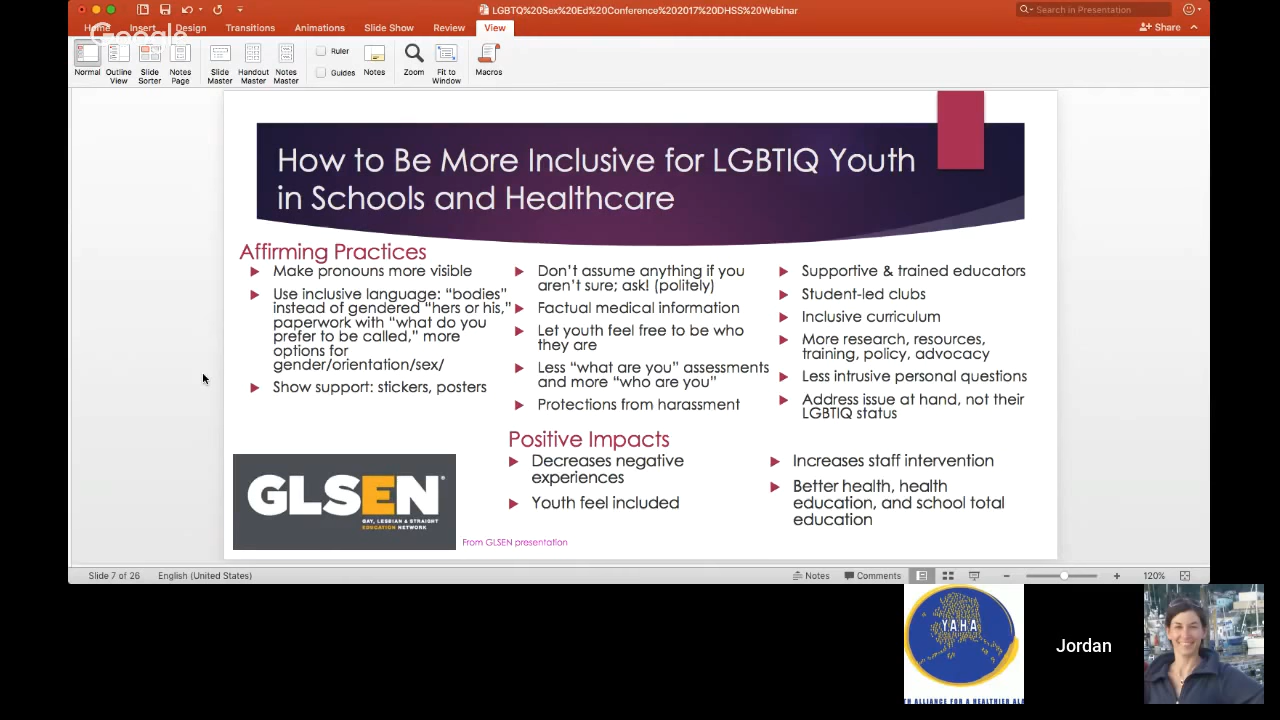 LGBTQ%20Sex%20Ed%20Conference%202017%20DHSS%20Webinar
Search in Presentation
Google
Home
Insert
Design
Transitions
Animations
Slide Show
Review
View
Share
Normal
Outline
View
Slide
Sorter
Notes
Page
Slide
Master
Handout
Master
Notes
Master
Ruler
Guides
Notes
Zoom
Fit to
Window
Macros
How to Be More Inclusive for LGBTIQ Youth
in Schools and Healthcare
Affirming Practices
Make pronouns more visible
Use inclusive language: “bodies”
instead of gendered “hers or his,”
paperwork with “what do you
prefer to be called,” more
options for
gender/orientation/sex/
Show support: stickers, posters
Don’t assume anything if you
aren’t sure; ask! (politely)
Factual medical information
Let youth feel free to be who
they are
Less “what are you” assessments
and more “who are you”
Protections from harassment
Supportive & trained educators
Student-led clubs
Inclusive curriculum
More research, resources,
training, policy, advocacy
Less intrusive personal questions
Address issue at hand, not their
LGBTIQ status
Positive Impacts
Decreases negative
experiences
Youth feel included
Increases staff intervention
Better health, health
education, and school total
education
GLSEN®
GAY, LESBIAN & STRAIGHT
EDUCATION NETWORK
From GLSEN presentation
Slide 7 of 26
English (United States)
Notes
Comments
120%
YAHA
ALLIANCE FOR A HEALTHIER
Jordan